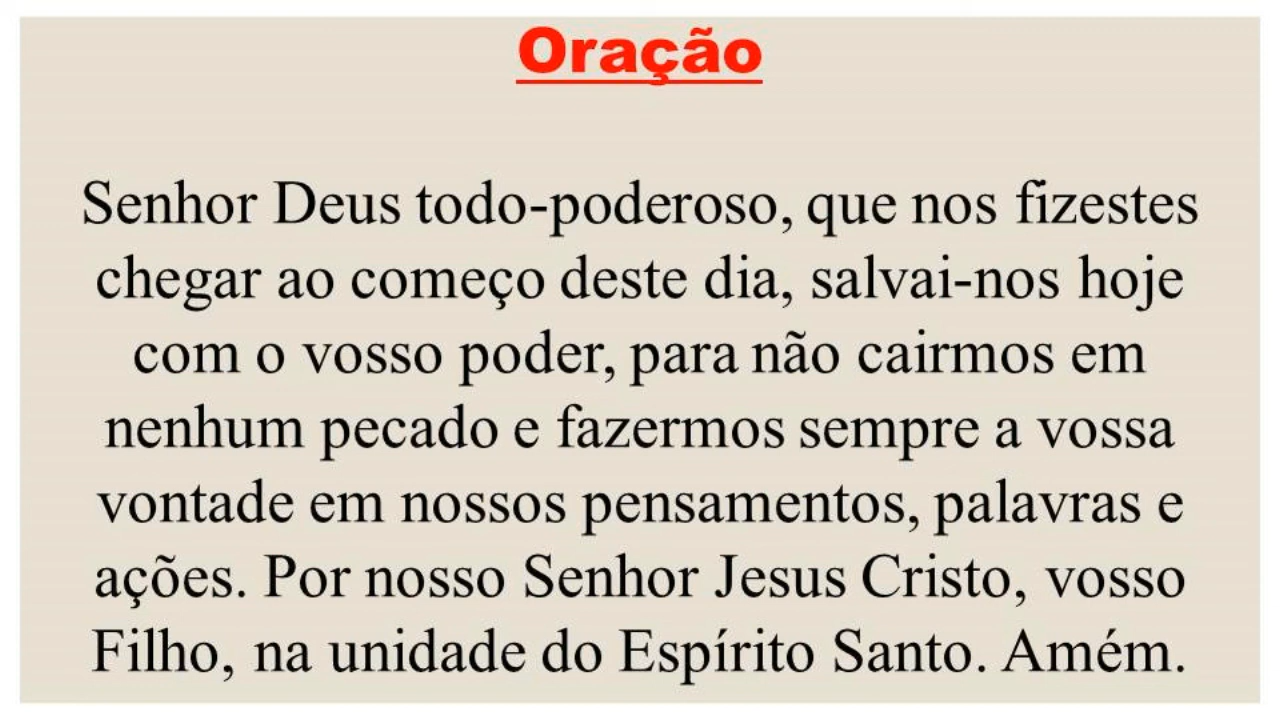 Oração
Senhor Deus todo-poderoso, que nos fizestes
chegar ao começo deste dia, salvai-nos hoje
com o vosso poder, para não cairmos em
nenhum pecado e fazermos sempre a vossa
vontade em nossos pensamentos, palavras e
ações. Por nosso Senhor Jesus Cristo, vosso
Filho, na unidade do Espírito Santo. Amém.